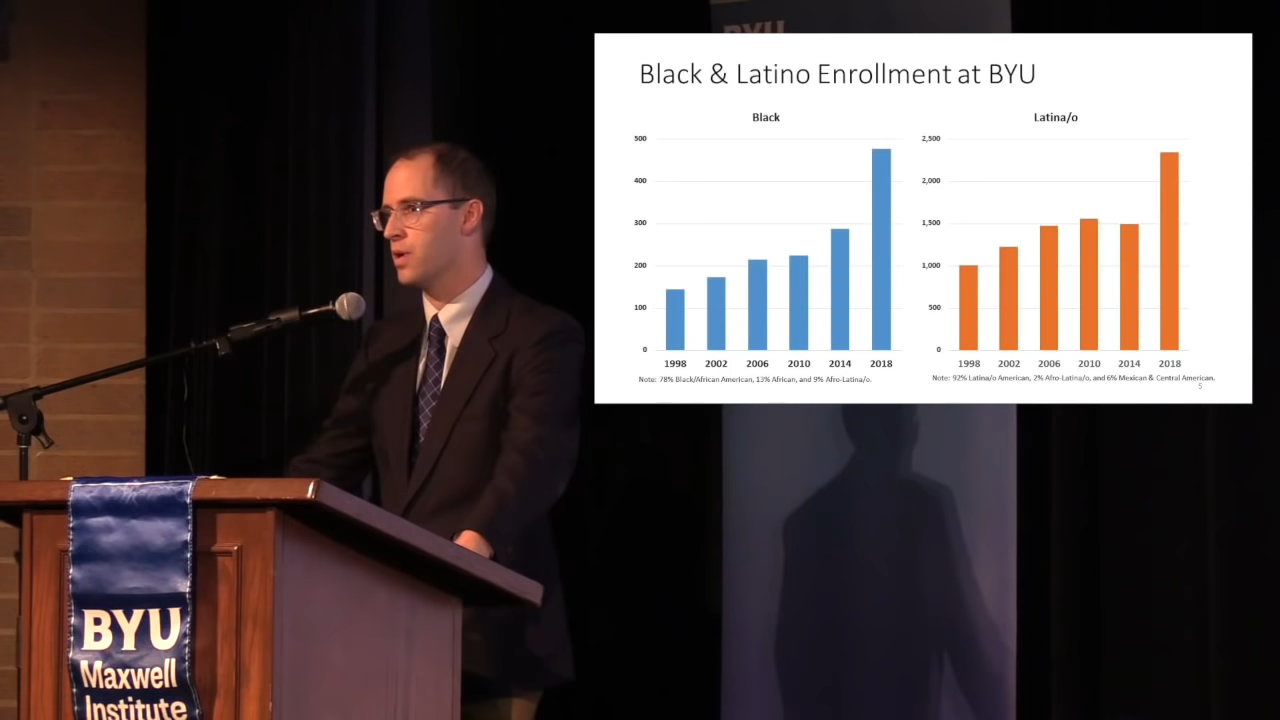 BYU
Black & Latino Enrollment at BYU
Black
500
400
300
200
100
0
1998 2002 2006 2010 2014 2018
Note: 78% Black/African American, 13% African, and 9% Afro-Latina/o.
Latina/o
2,500
2,000
1,500
1,000
500
0
1998 2002 2006 2010 2014 2018
Note: 92% Latina/o American, 2% Afro-Latina/o, and 6% Mexican & Central American.
5
BYU
Maxwell
Institute